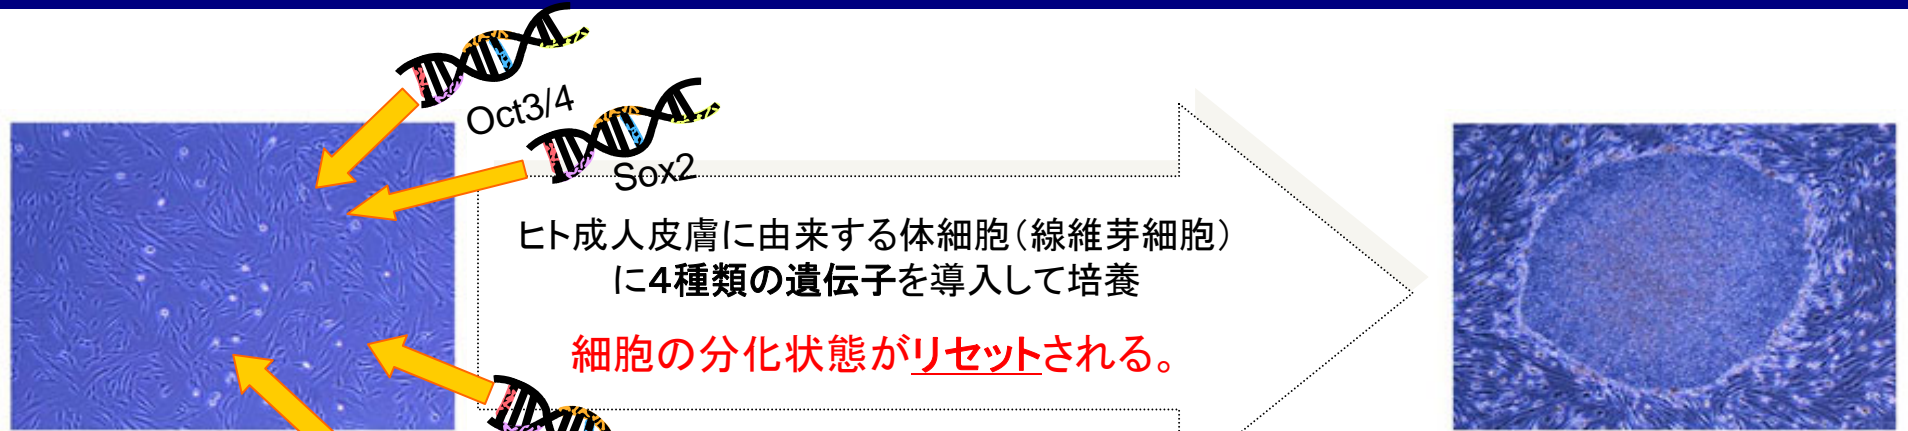 Oct3/4
Sox2
ヒト成人皮膚に由来する体細胞（線維芽細胞）
に４種類の遺伝子を導入して培養
細胞の分化状態がリセットされる。